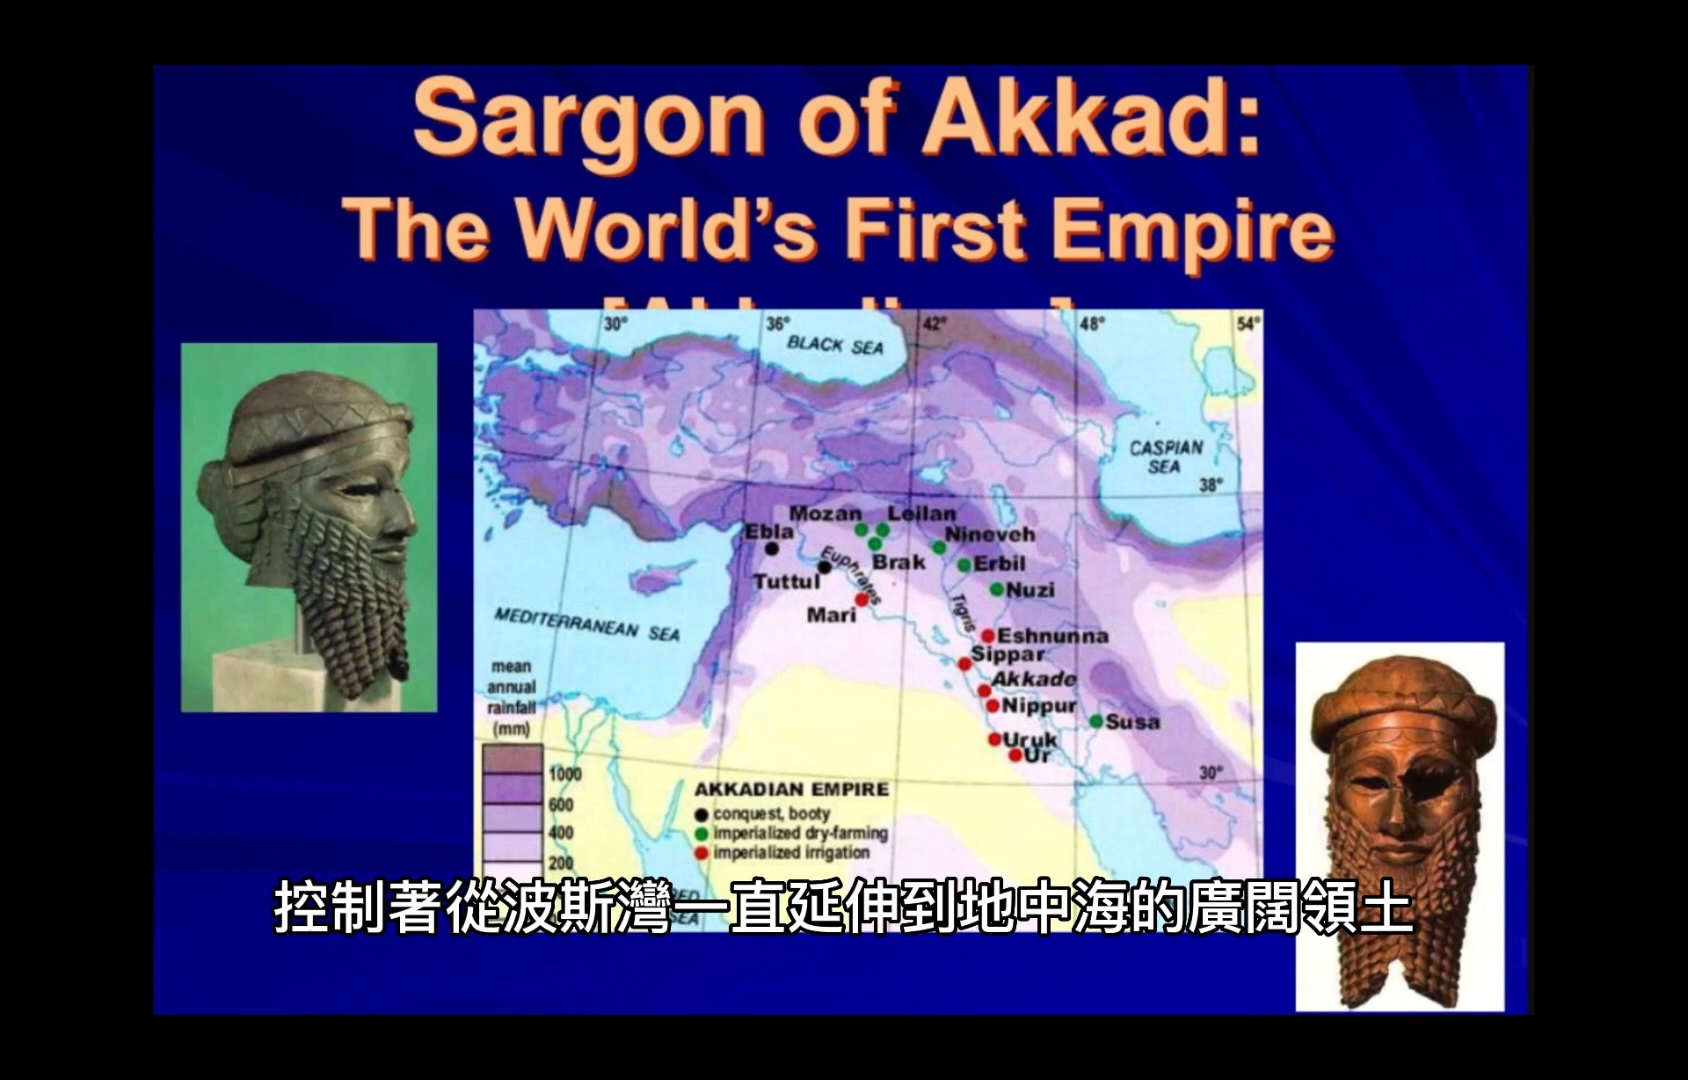 Sargon of Akkad:
The World's First Empire
30° 36° 42° 48° 54°
BLACK SEA
CASPIAN
SEA
38°
Mozan Leilan
Ebla
Nineveh
Euphrates
Brak
Erbil
Tuttul
Nuzi
Mari
Tigris
MEDITERRANEAN SEA
Eshnunna
Sippar
mean
annual
rainfall
(mm)
Akkade
Nippur
Susa
Uruk
Ur
30°
1000
600
400
200
AKKADIAN EMPIRE
conquest, booty
imperialized dry-farming
imperialized irrigation
RED
SEA
控制著從波斯灣一直延伸到地中海的廣闊領土